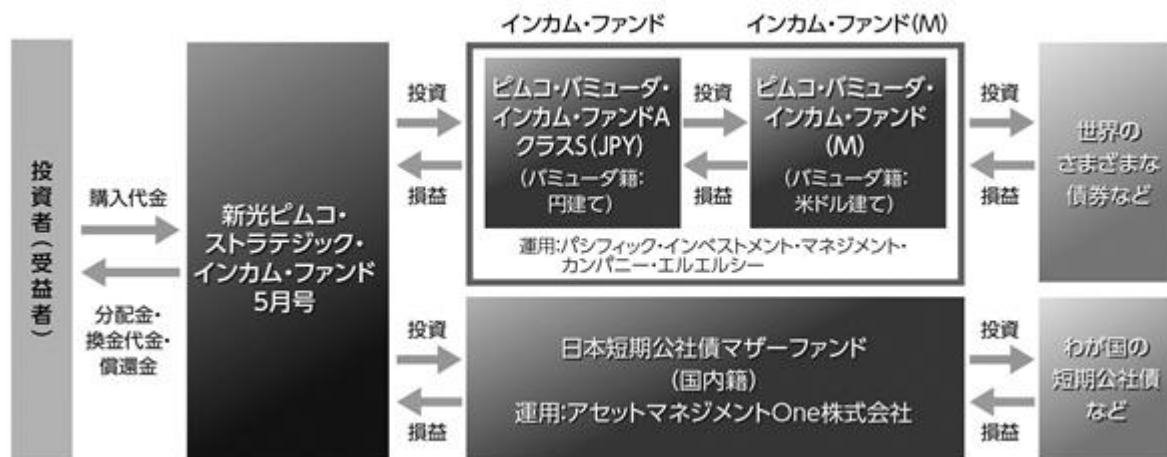 投資者(受益者)
購入代金
分配金・
換金代金・
償還金
新光ピムコ・
ストラテジック・
インカム・ファンド
5月号
投資
損益
インカム・ファンド
ピムコ・バミューダ・
インカム・ファンドA
クラスS(JPY)
(バミューダ籍:
円建て)
投資
損益
インカム・ファンド(M)
ピムコ・バミューダ・
インカム・ファンド
(M)
(バミューダ籍:
米ドル建て)
運用:パシフィック・インベストメント・マネジメント・
カンパニー・エルエルシー
投資
損益
世界の
さまざまな
債券など
投資
損益
日本短期公社債マザーファンド
(国内籍)
運用:アセットマネジメントOne株式会社
投資
損益
わが国の
短期公社債
など